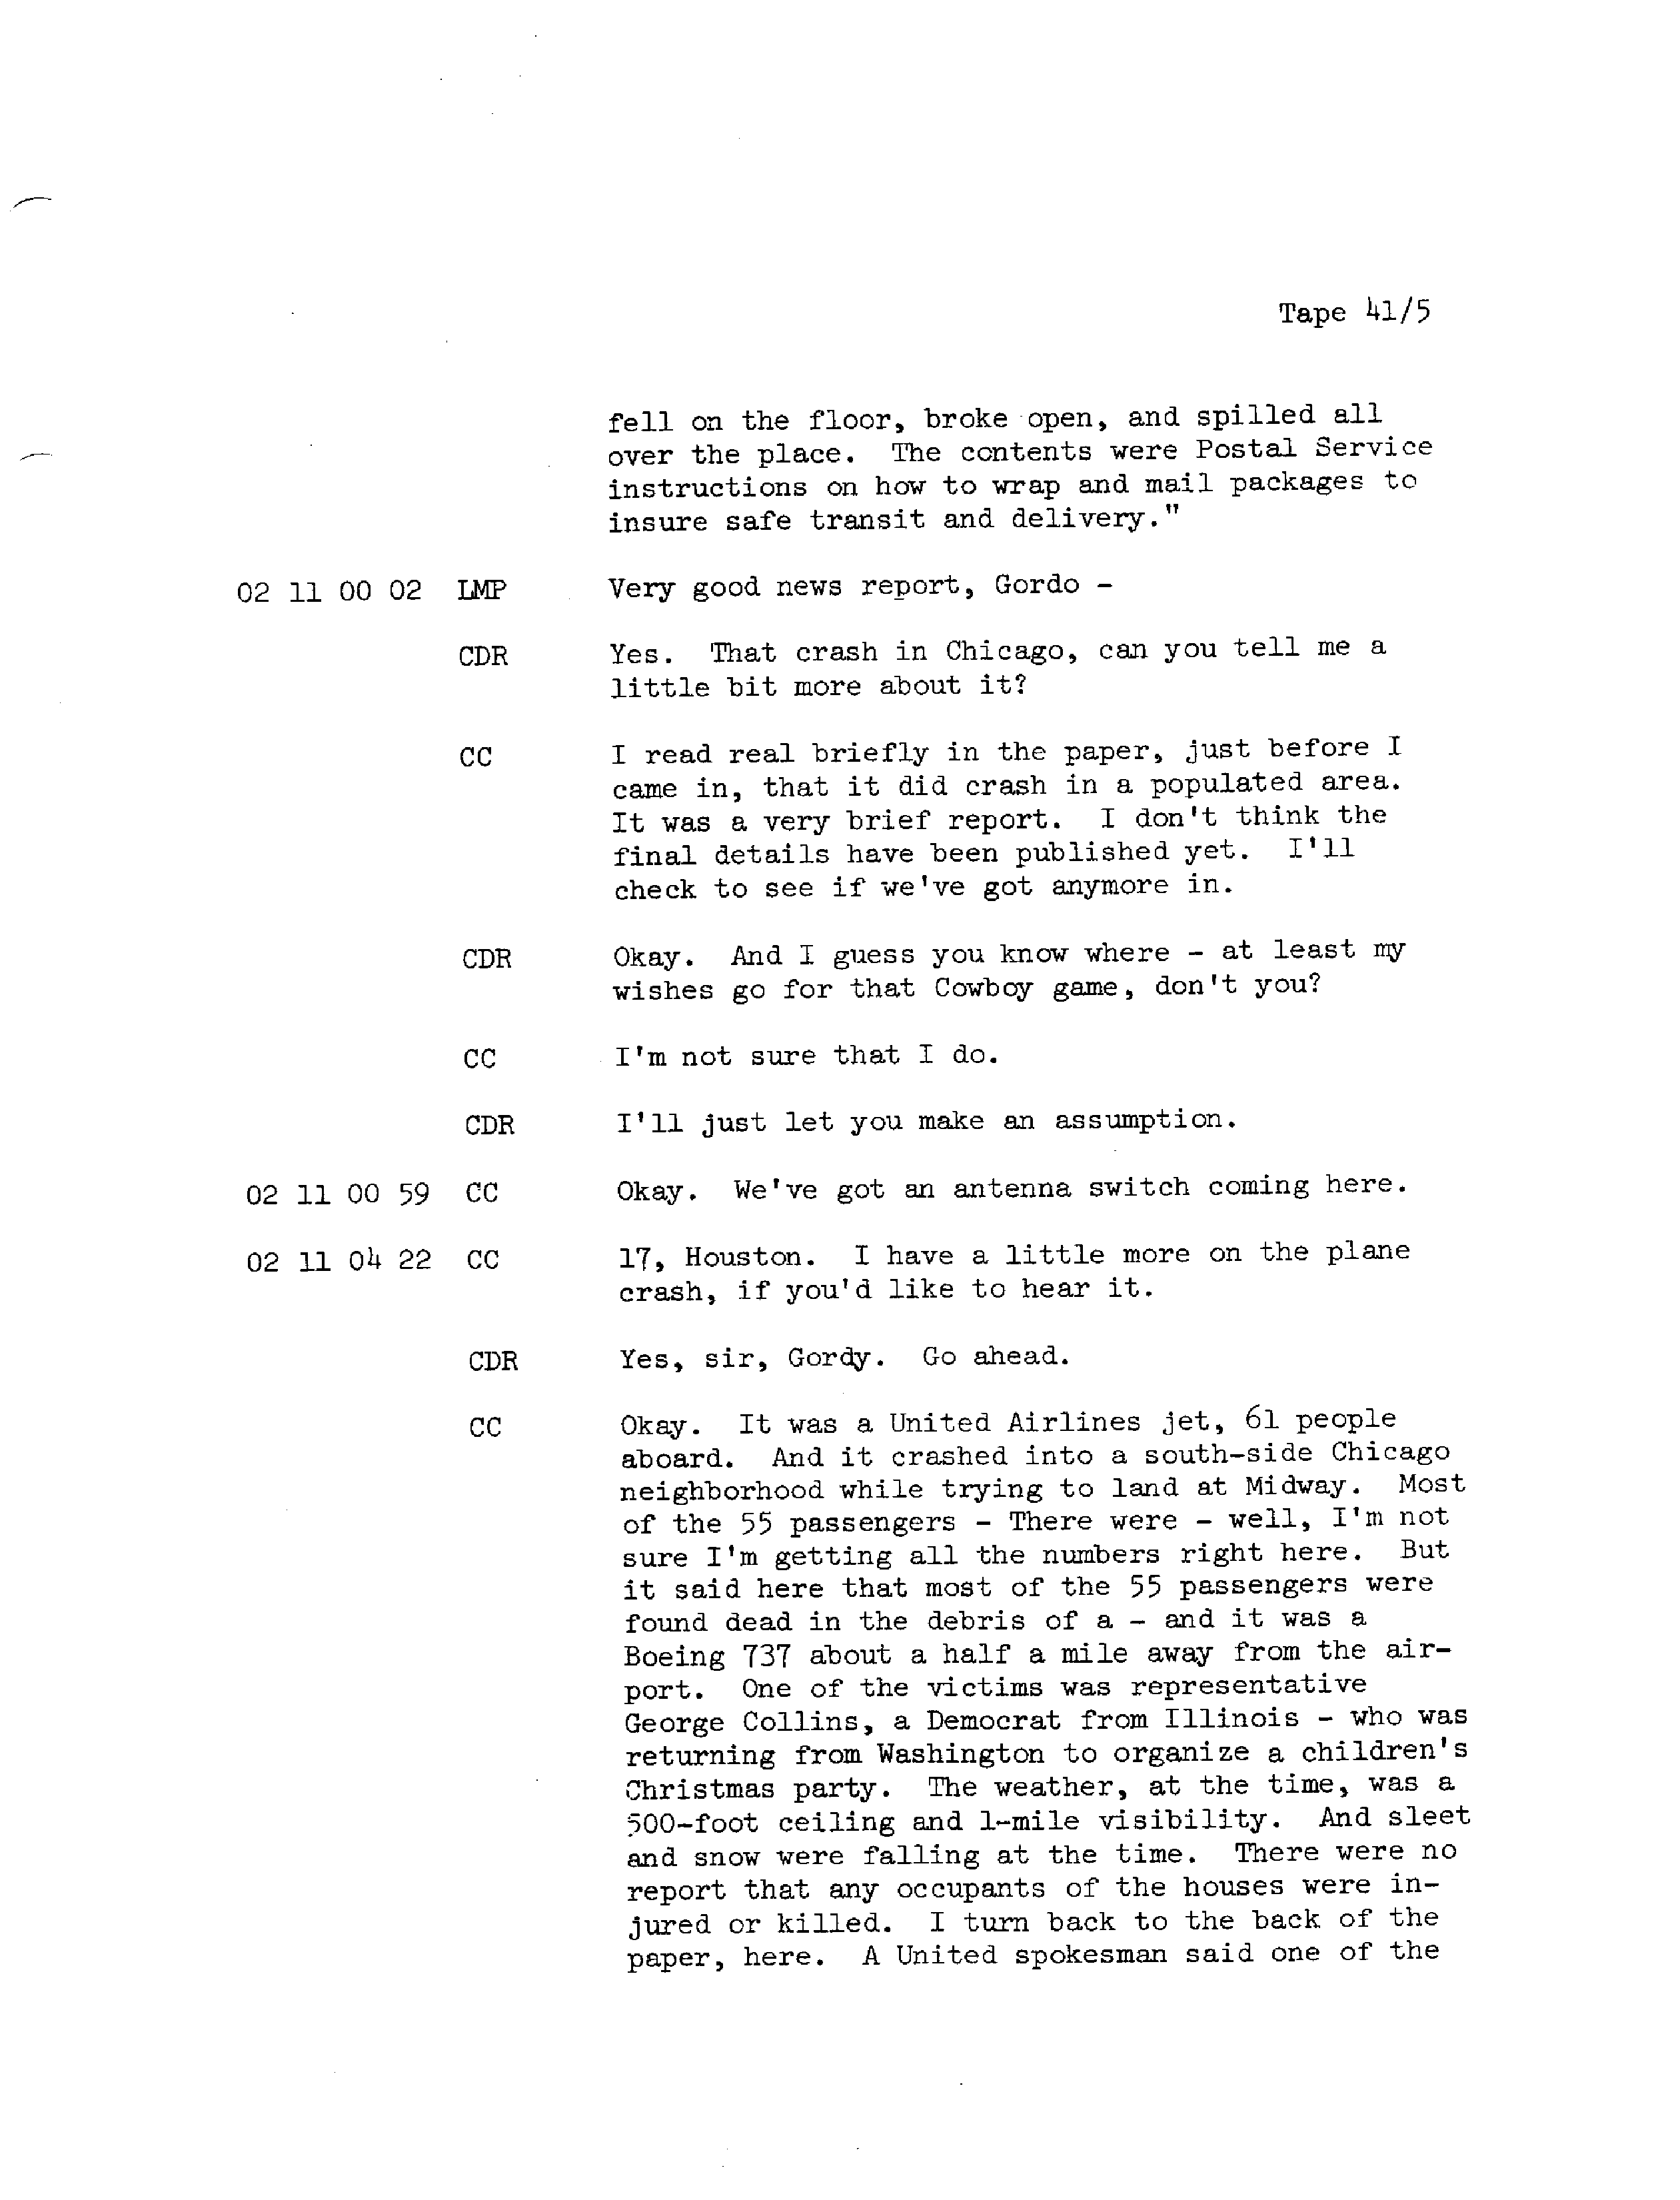 Tape 41/5
fell on the floor, broke open, and spilled all
over the place. The contents were Postal Service
instructions on how to wrap and mail packages to
insure safe transit and delivery."
02 11 00 02 LMP Very good news report, Gordo -
CDR Yes. That crash in Chicago, can you tell me a
little bit more about it?
CC I read real briefly in the paper, just before I
came in, that it did crash in a populated area.
It was a very brief report. I don't think the
final details have been published yet. I'll
check to see if we've got anymore in.
CDR Okay. And I guess you know where - at least my
wishes go for that Cowboy game, don't you?
CC I'm not sure that I do.
CDR I'll just let you make an assumption.
02 11 00 59 CC Okay. We've got an antenna switch coming here.
02 11 04 22 CC 17, Houston. I have a little more on the plane
crash, if you'd like to hear it.
CDR Yes, sir, Gordy. Go ahead.
CC Okay. It was a United Airlines jet, 61 people
aboard. And it crashed into a south-side Chicago
neighborhood while trying to land at Midway. Most
of the 55 passengers - There were - well, I'm not
sure I'm getting all the numbers right here. But
it said here that most of the 55 passengers were
found dead in the debris of a - and it was a
Boeing 737 about a half a mile away from the air-
port. One of the victims was representative
George Collins, a Democrat from Illinois - who was
returning from Washington to organize a children's
Christmas party. The weather, at the time, was a
500-foot ceiling and 1-mile visibility. And sleet
and snow were falling at the time. There were no
report that any occupants of the houses were in-
jured or killed. I turn back to the back of the
paper, here. A United spokesman said one of the